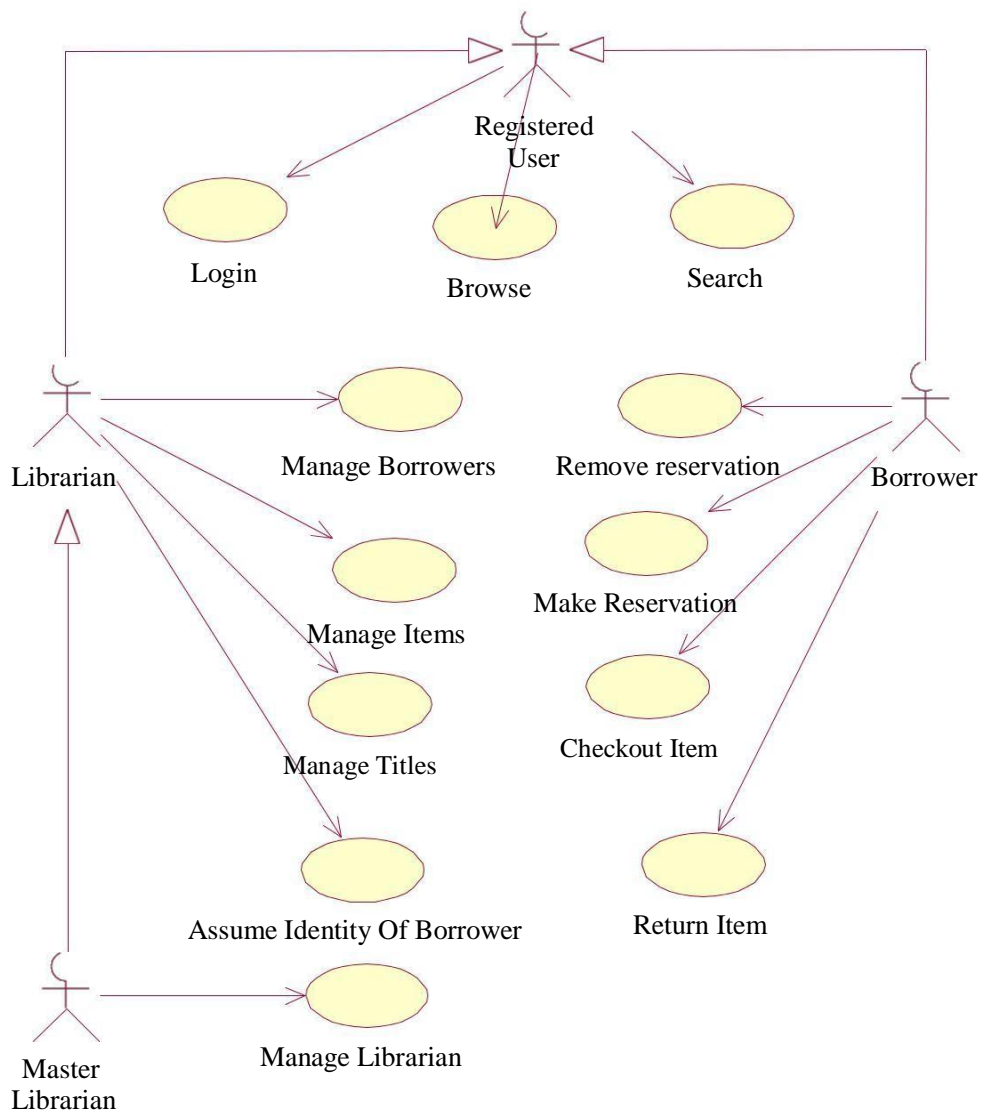 Registered
User
Login
Browse
Search
Librarian
Manage Borrowers
Remove reservation
Borrower
Make Reservation
Manage Items
Checkout Item
Manage Titles
Assume Identity Of Borrower
Return Item
Manage Librarian
Master
Librarian